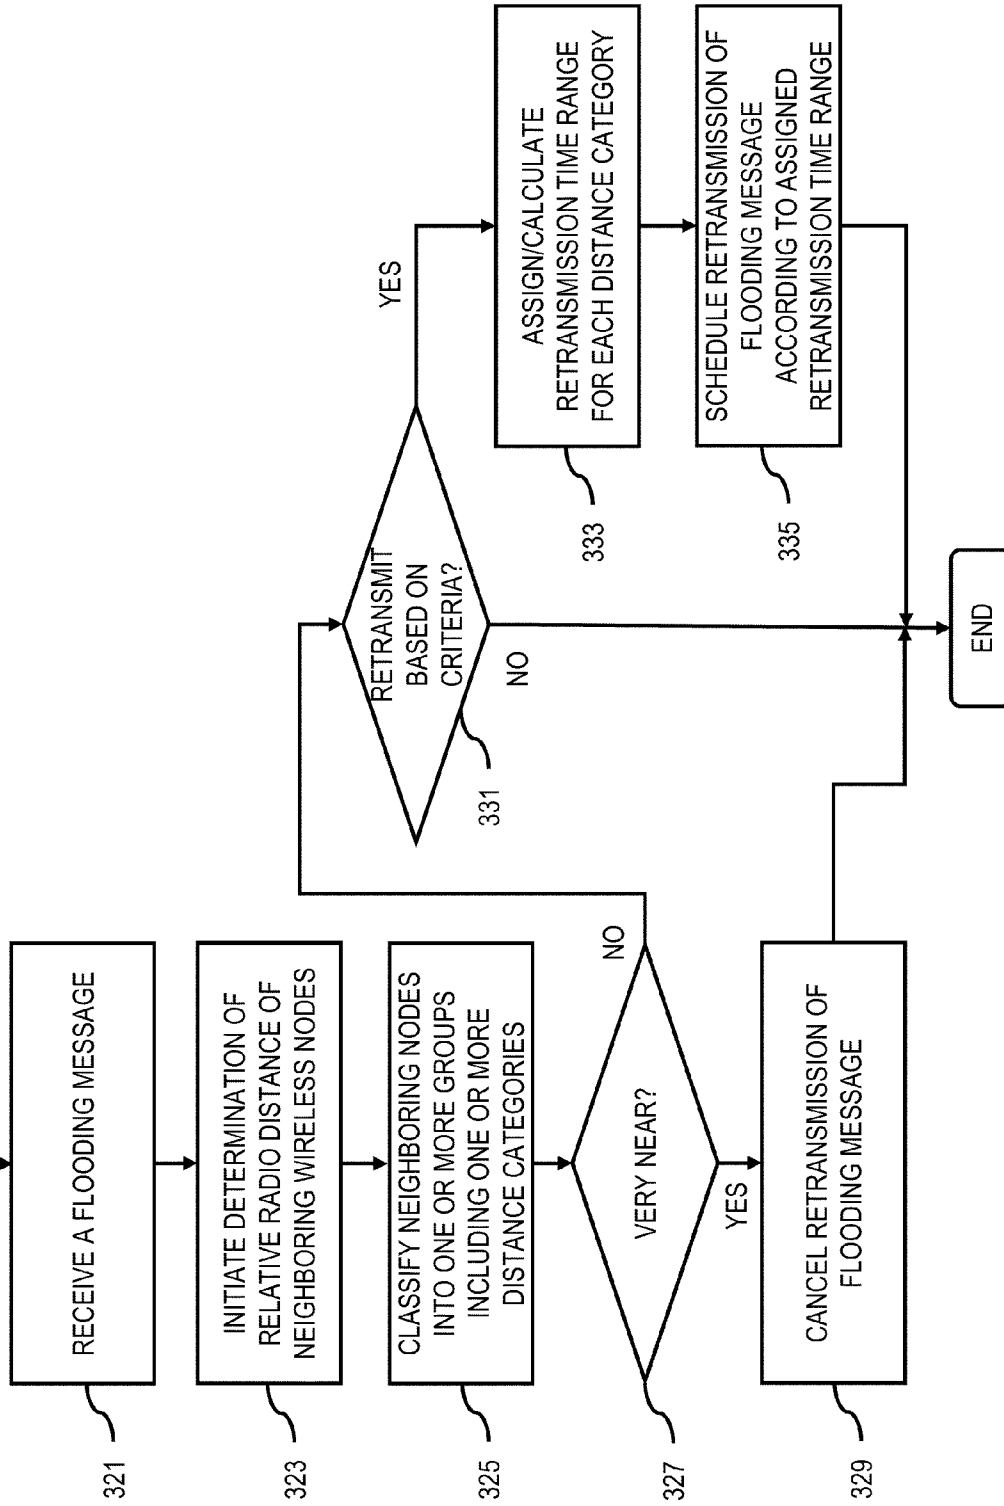 RECEIVE A FLOODING MESSAGE
321
INITIATE DETERMINATION OF
RELATIVE RADIO DISTANCE OF
NEIGHBORING WIRELESS NODES
323
CLASSIFY NEIGHBORING NODES
INTO ONE OR MORE GROUPS
INCLUDING ONE OR MORE
DISTANCE CATEGORIES
325
VERY NEAR?
327
NO
YES
CANCEL RETRANSMISSION OF
FLOODING MESSAGE
329
RETRANSMIT
BASED ON
CRITERIA?
331
YES
NO
ASSIGN/CALCULATE
RETRANSMISSION TIME RANGE
FOR EACH DISTANCE CATEGORY
333
SCHEDULE RETRANSMISSION OF
FLOODING MESSAGE
ACCORDING TO ASSIGNED
RETRANSMISSION TIME RANGE
335
END